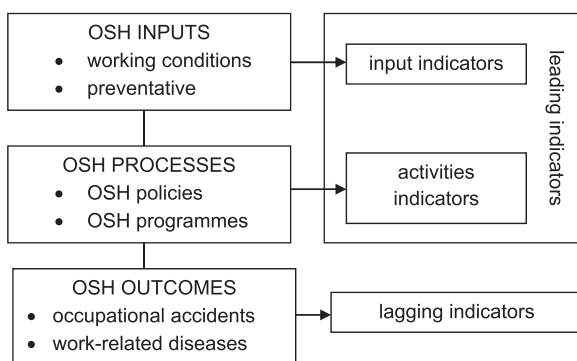 OSH INPUTS
• working conditions
• preventative
input indicators
leading indicators
OSH PROCESSES
• OSH policies
• OSH programmes
activities
indicators
OSH OUTCOMES
• occupational accidents
• work-related diseases
lagging indicators